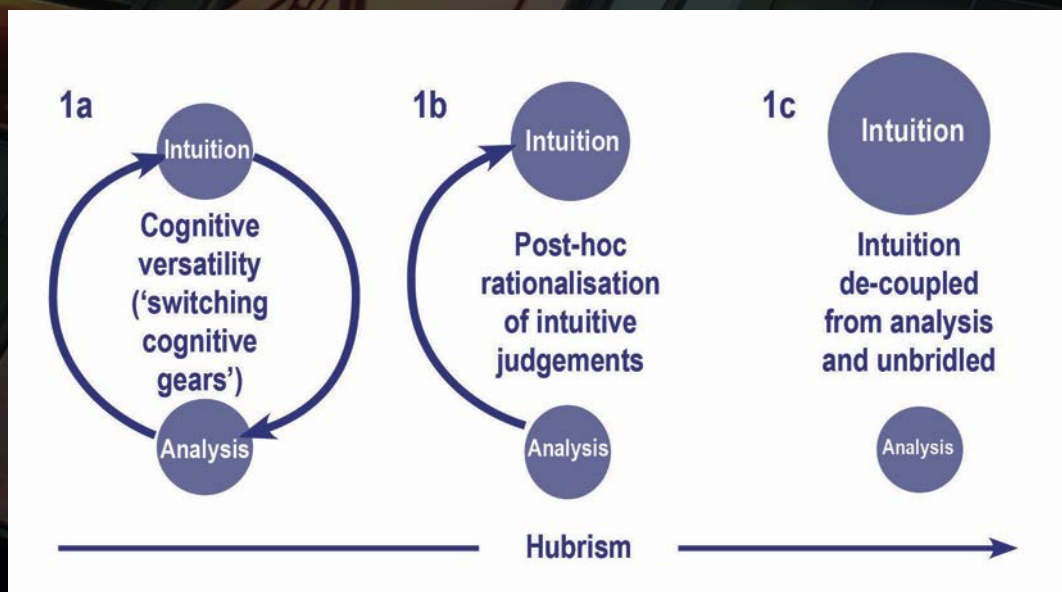 1a
Intuition
Cognitive
versatility
(‘switching
cognitive
gears’)
Analysis
1b
Intuition
Post-hoc
rationalisation
of intuitive
judgements
Analysis
1c
Intuition
Intuition
de-coupled
from analysis
and unbridled
Analysis
Hubrism